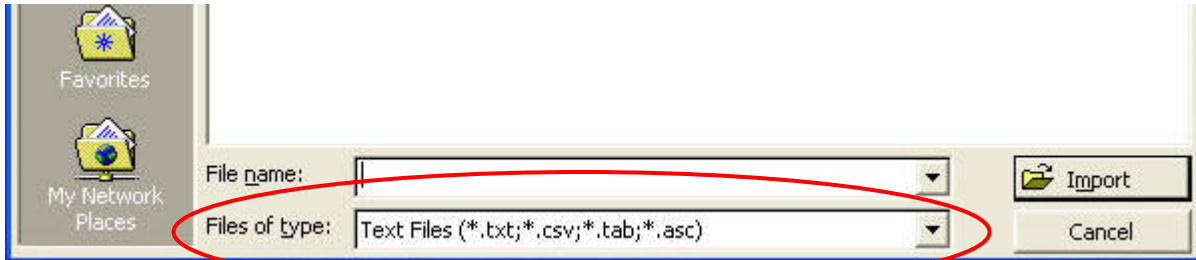 Favorites
My Network
Places
File name:
Import
Files of type: Text Files (*.txt;*.csv;*.tab;*.asc)
Cancel